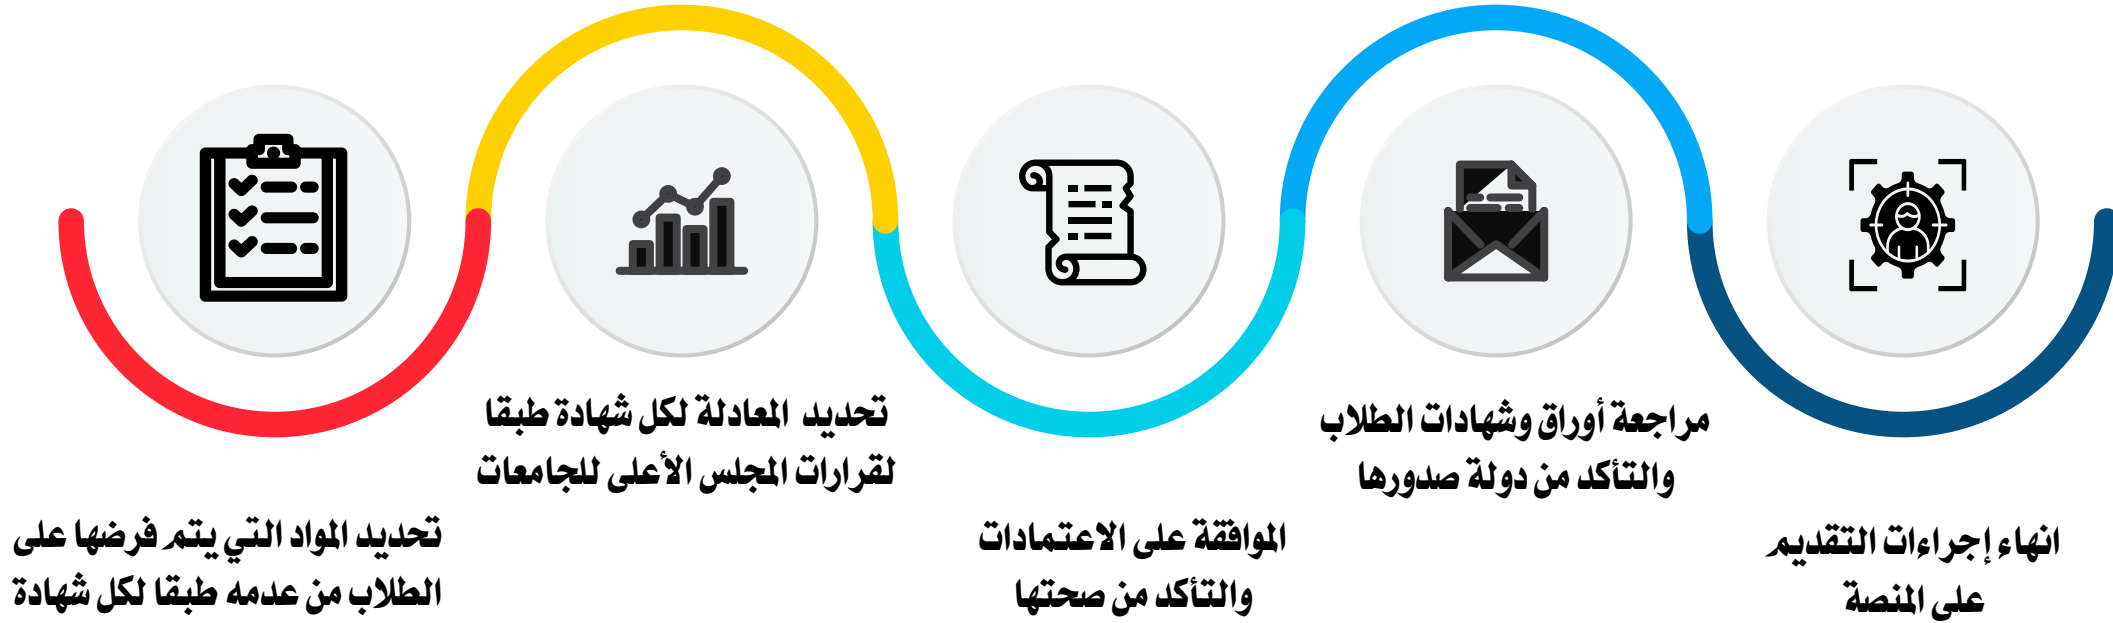 انهاء إجراءات التقديم
على المنصة
مراجعة أوراق وشهادات الطلاب
والتأكد من دولة صدورها
الموافقة على الاعتمادات
والتأكد من صحتها
تحديد المعادلة لكل شهادة طبقا
لقرارات المجلس الأعلى للجامعات
تحديد المواد التي يتم فرضها على
الطلاب من عدمه طبقا لكل شهادة